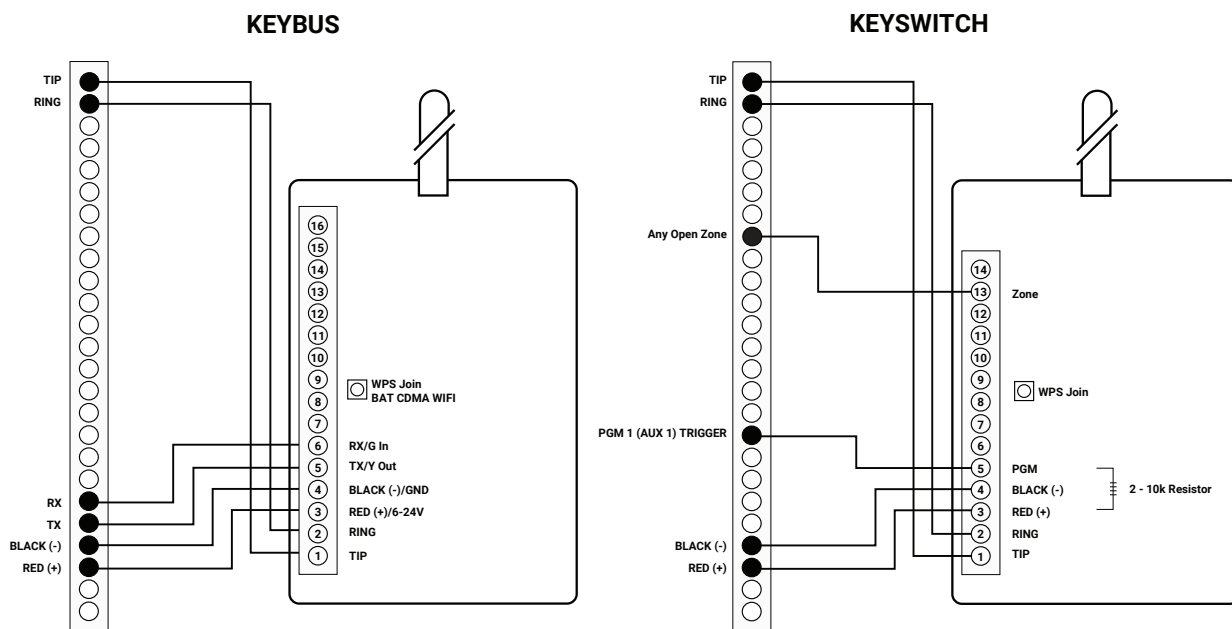 KEYBUS
TIP
RING
16
15
14
13
12
11
10
9
8
7
6
5
4
3
2
1
WPS Join
BAT CDMA WIFI
RX/G In
TX/Y Out
BLACK (-)/GND
RED (+)/6-24V
RING
TIP
RX
TX
BLACK (-)
RED (+)
KEYSWITCH
TIP
RING
Any Open Zone
PGM 1 (AUX 1) TRIGGER
BLACK (-)
RED (+)
14
13
12
11
10
9
8
7
6
5
4
3
2
1
Zone
WPS Join
PGM
BLACK (-)
RED (+)
RING
TIP
2 - 10k Resistor